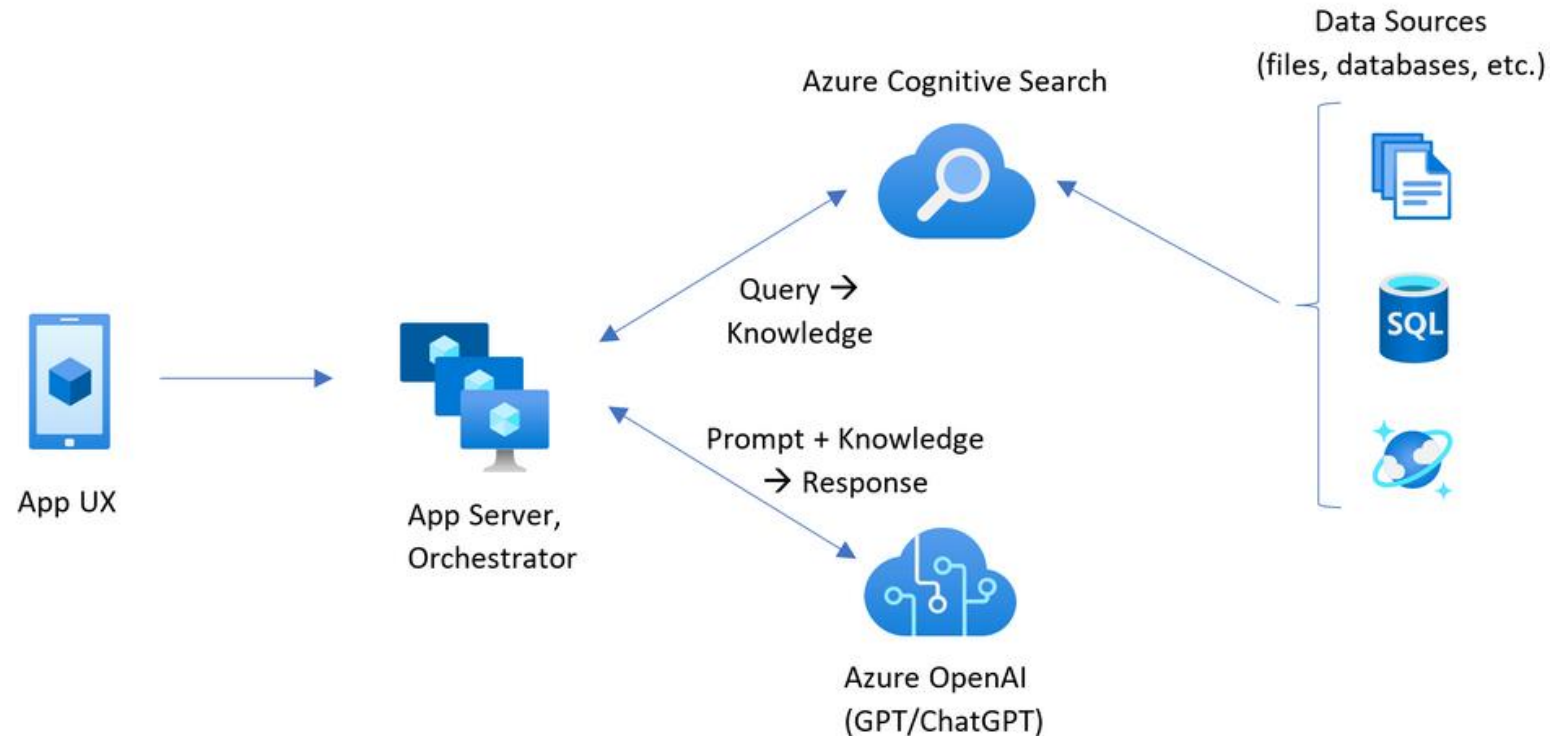 Data Sources
(files, databases, etc.)
Azure Cognitive Search
Query →
Knowledge
SQL
Prompt + Knowledge
→ Response
App UX
App Server,
Orchestrator
Azure OpenAI
(GPT/ChatGPT)